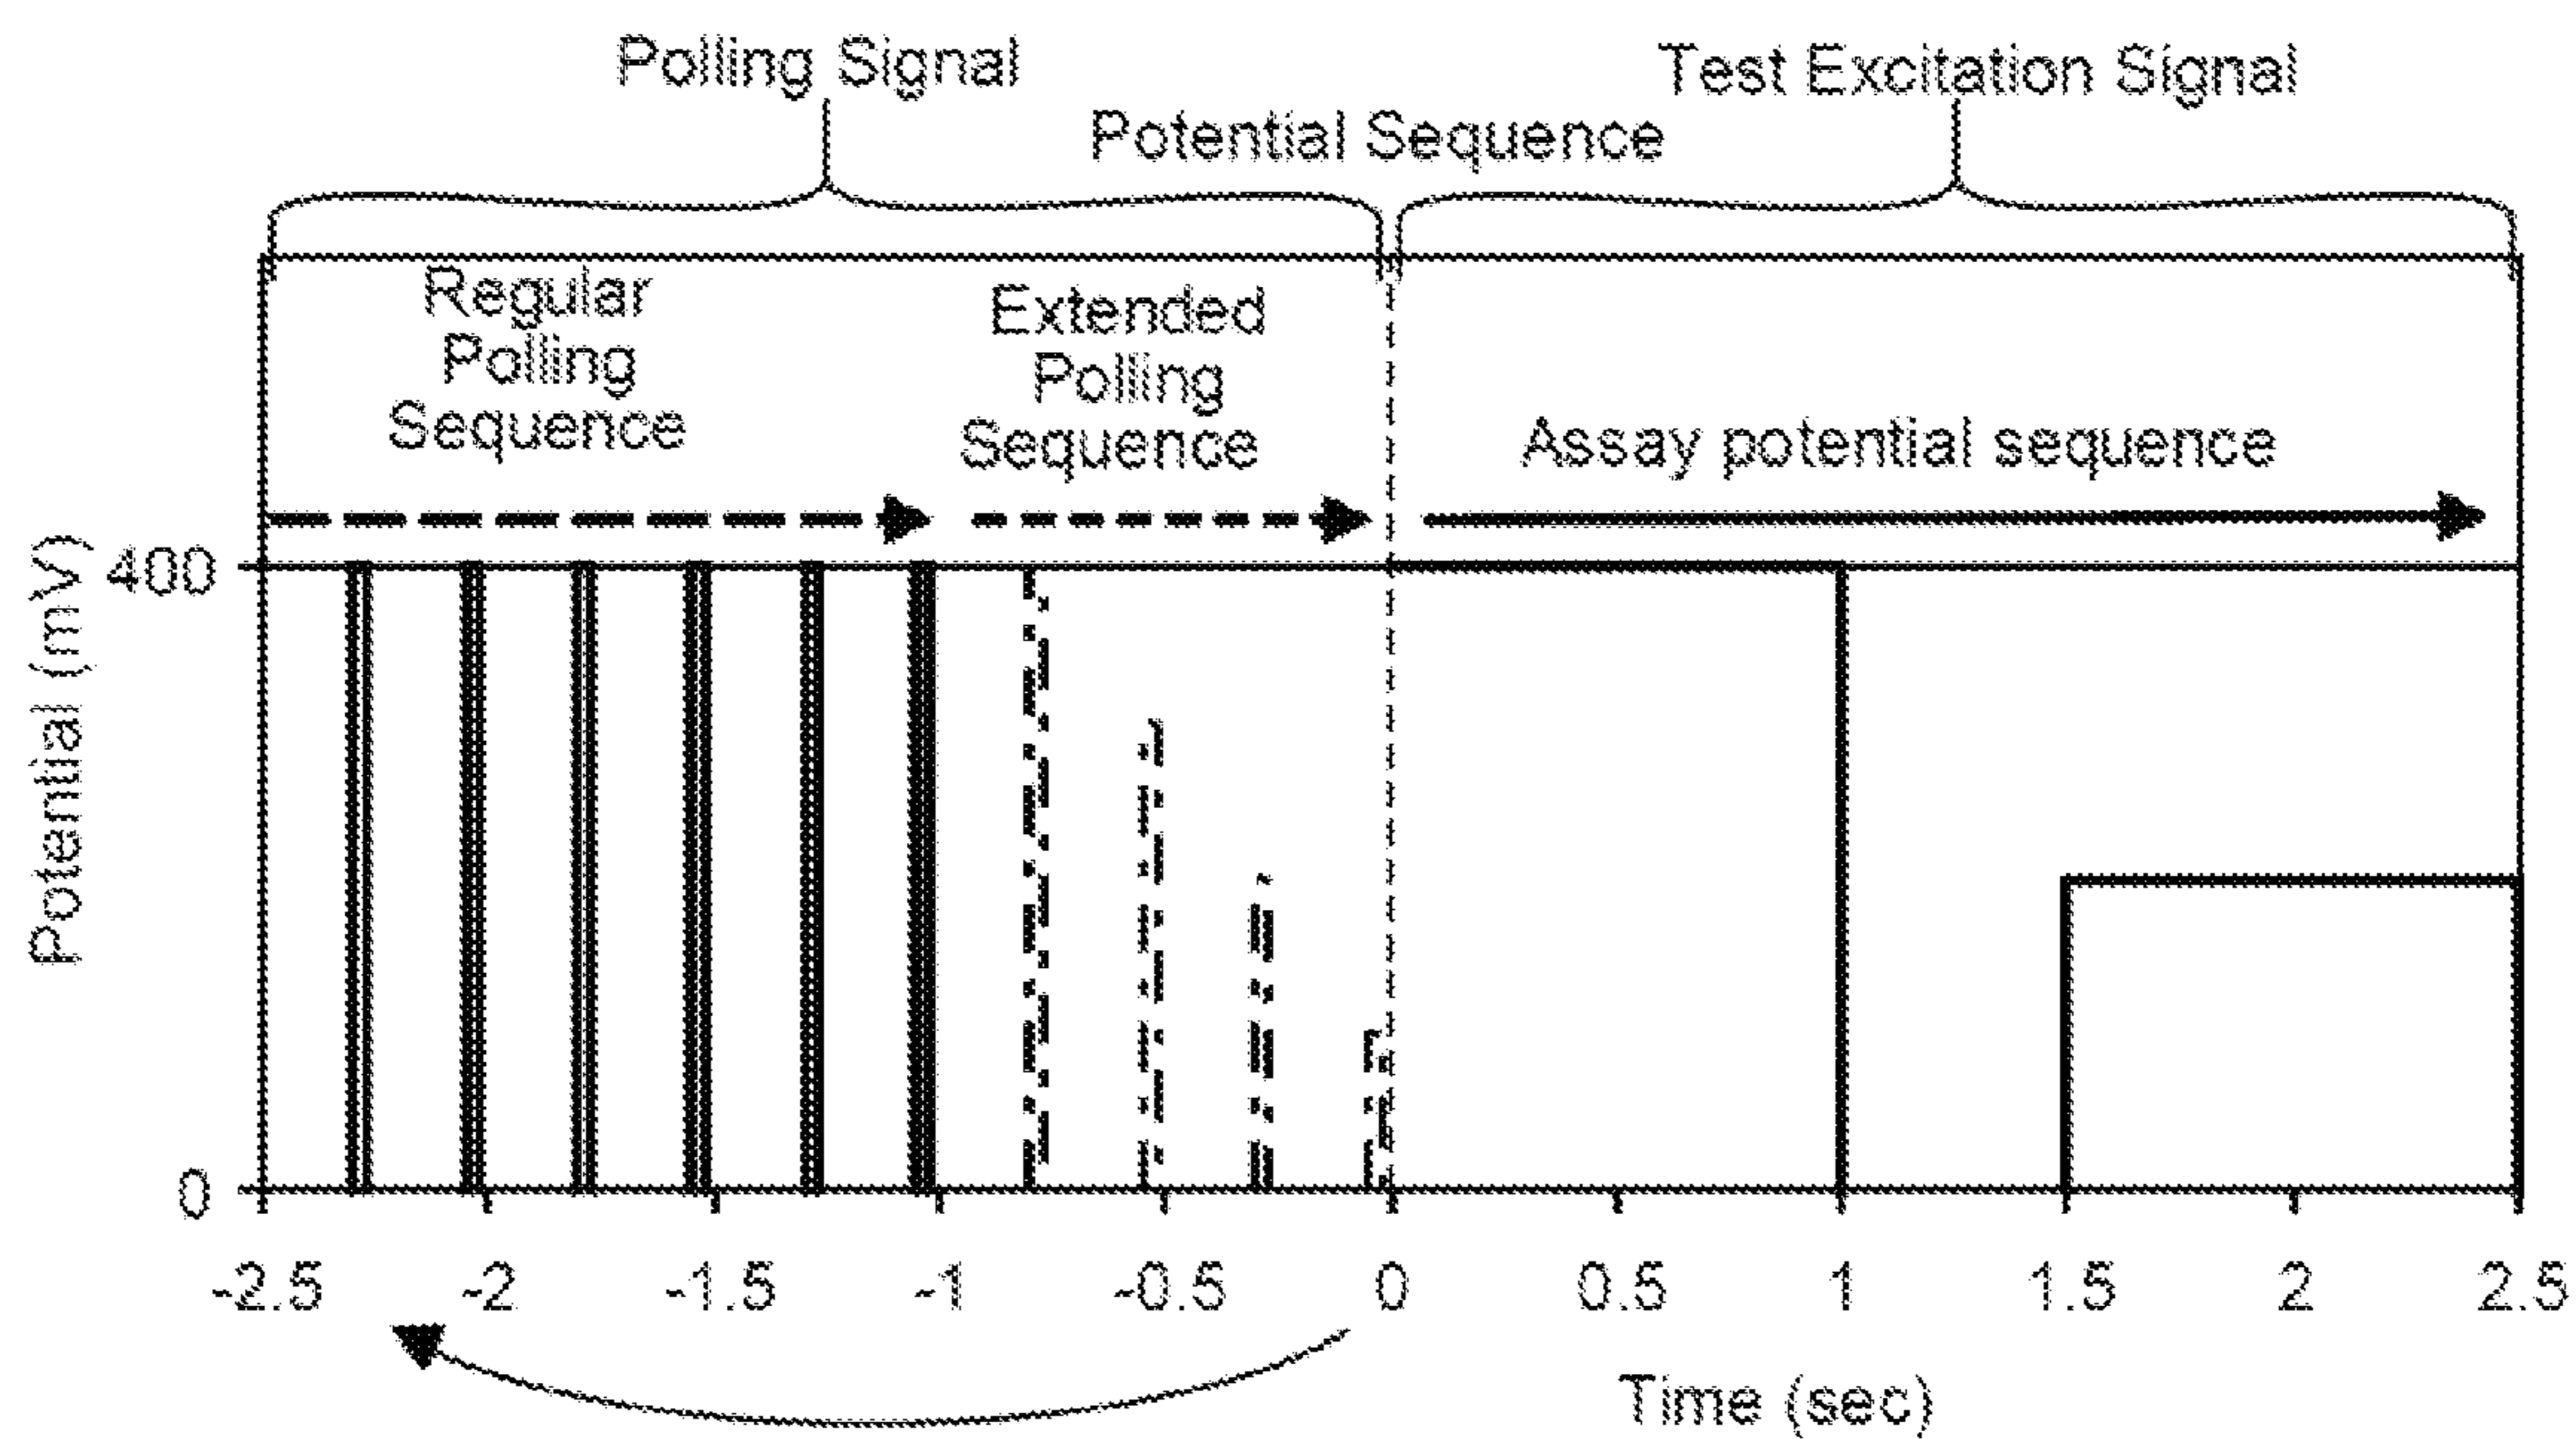 Polling Signal
Test Excitation Signal
Potential Sequence
Regular
Polling
Sequence
Extended
Polling
Sequence
Assay potential sequence
Potential (mV)
400
0
-2.5 -2 -1.5 -1 -0.5 0 0.5 1 1.5 2 2.5
Time (sec)